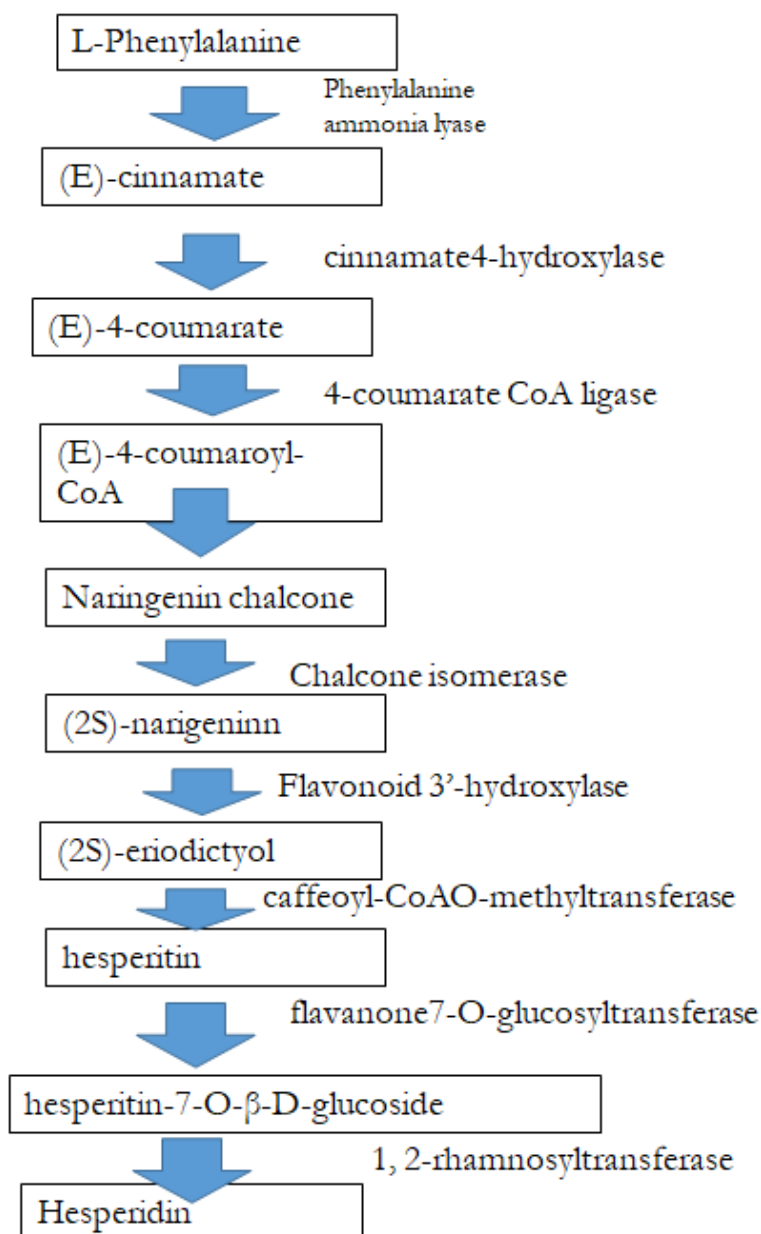 L-Phenylalanine
Phenylalanine
ammonia lyase
(E)-cinnamate
cinnamate4-hydroxylase
(E)-4-coumarate
4-coumarate CoA ligase
(E)-4-coumaroyl-
CoA
Naringenin chalcone
Chalcone isomerase
(2S)-narigeninn
Flavonoid 3’-hydroxylase
(2S)-eriodictyol
caffeoyl-CoAO-methyltransferase
hesperitin
flavanone7-O-glucosyltransferase
hesperitin-7-O-β-D-glucoside
1, 2-rhamnosyltransferase
Hesperidin